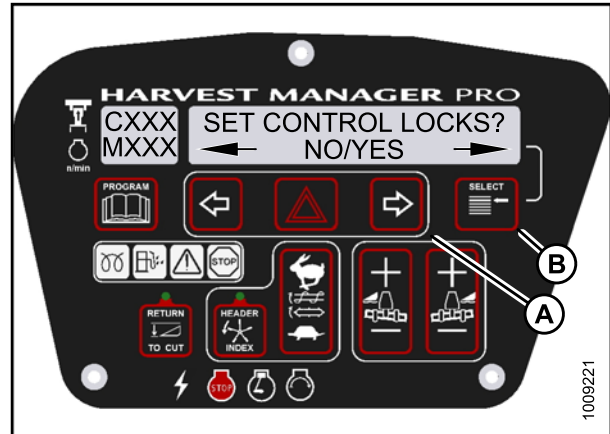 HARVEST MANAGER PRO
CXXX
MXXX
SET CONTROL LOCKS?
NO/YES
n/min
PROGRAM
SELECT
B
STOP
A
RETURN
TO CUT
HEADER
INDEX
STOP
1009221